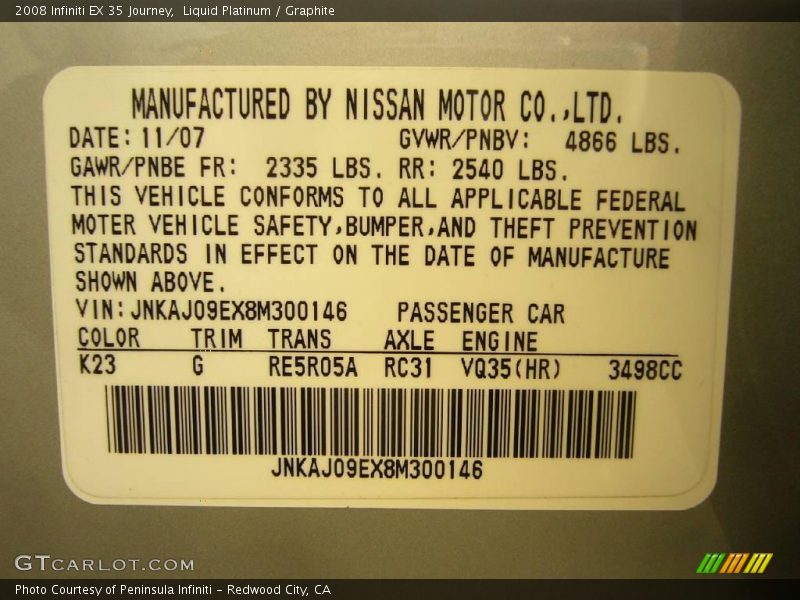 2008 Infiniti EX 35 Journey,  Liquid Platinum / Graphite
MANUFACTURED BY NISSAN MOTOR CO.,LTD.
DATE: 11/07 GVWR/PNBV: 4866 LBS.
GAWR/PNBE FR: 2335 LBS. RR: 2540 LBS.
THIS VEHICLE CONFORMS TO ALL APPLICABLE FEDERAL
MOTER VEHICLE SAFETY,BUMPER,AND THEFT PREVENTION
STANDARDS IN EFFECT ON THE DATE OF MANUFACTURE
SHOWN ABOVE.
VIN: JNKAJ09EX8M300146 PASSENGER CAR
COLOR TRIM TRANS AXLE ENGINE
K23 G RE5R05A RC31 VQ35(HR) 3498CC
JNKAJ09EX8M300146
GTCARLOT.COM
Photo Courtesy of Peninsula Infiniti - Redwood City, CA